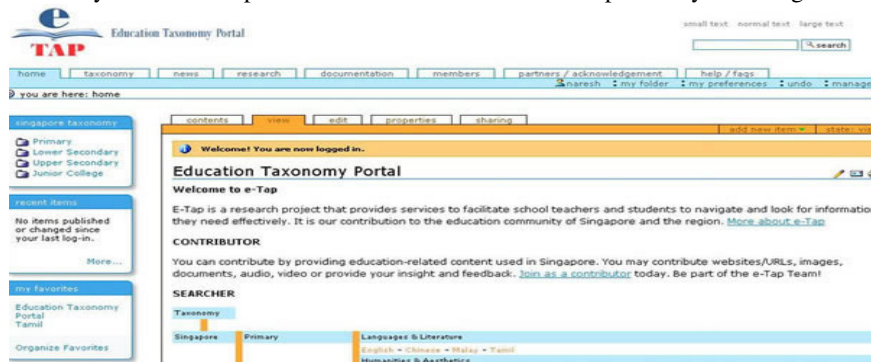 small text normal text large text
Education Taxonomy Portal
TAP
search
home taxonomy news research documentation members partners / acknowledgement help / faqs
naresh my folder my preferences undo manage
you are here: home
singapore taxonomy
Primary
Lower Secondary
Upper Secondary
Junior College
recent items
No items published
or changed since
your last log-in.
More...
my favorites
Education Taxonomy
Portal
Tamil
Organize Favorites
contents view edit properties sharing
add new item state:
Welcome! You are now logged in.
Education Taxonomy Portal
Welcome to e-Tap
E-Tap is a research project that provides services to facilitate school teachers and students to navigate and look for informatio
they need effectively. It is our contribution to the education community of Singapore and the region. More about e-Tap
CONTRIBUTOR
You can contribute by providing education-related content used in Singapore. You may contribute websites/URLs, images,
documents, audio, video or provide your insight and feedback. Join as a contributor today. Be part of the e-Tap Team!
SEARCHER
Taxonomy
Singapore Primary Languages & Literature
English - Chinese - Malay - Tamil
Humanities & Aesthetics